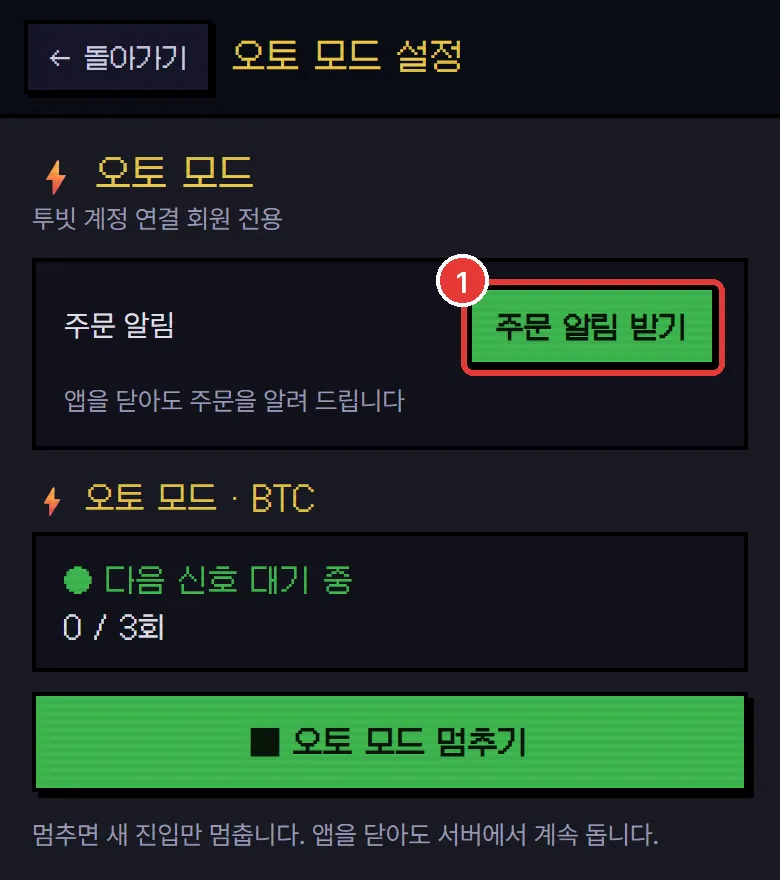 ← 돌아가기 오토 모드 설정
⚡ 오토 모드
투빗 계정 연결 회원 전용
1
주문 알림 주문 알림 받기
앱을 닫아도 주문을 알려 드립니다
⚡ 오토 모드 · BTC
● 다음 신호 대기 중
0 / 3회
■ 오토 모드 멈추기
멈추면 새 진입만 멈춥니다. 앱을 닫아도 서버에서 계속 돕니다.